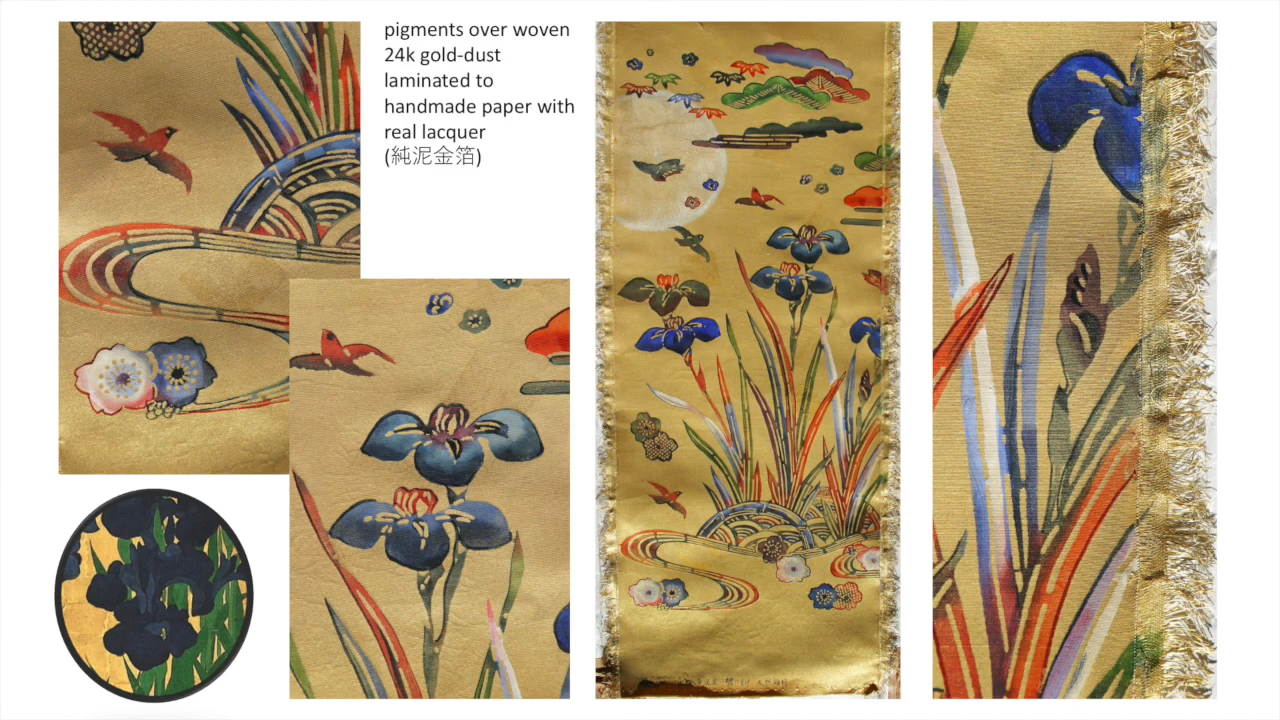 pigments over woven
24k gold-dust
laminated to
handmade paper with
real lacquer
(純泥金箔)